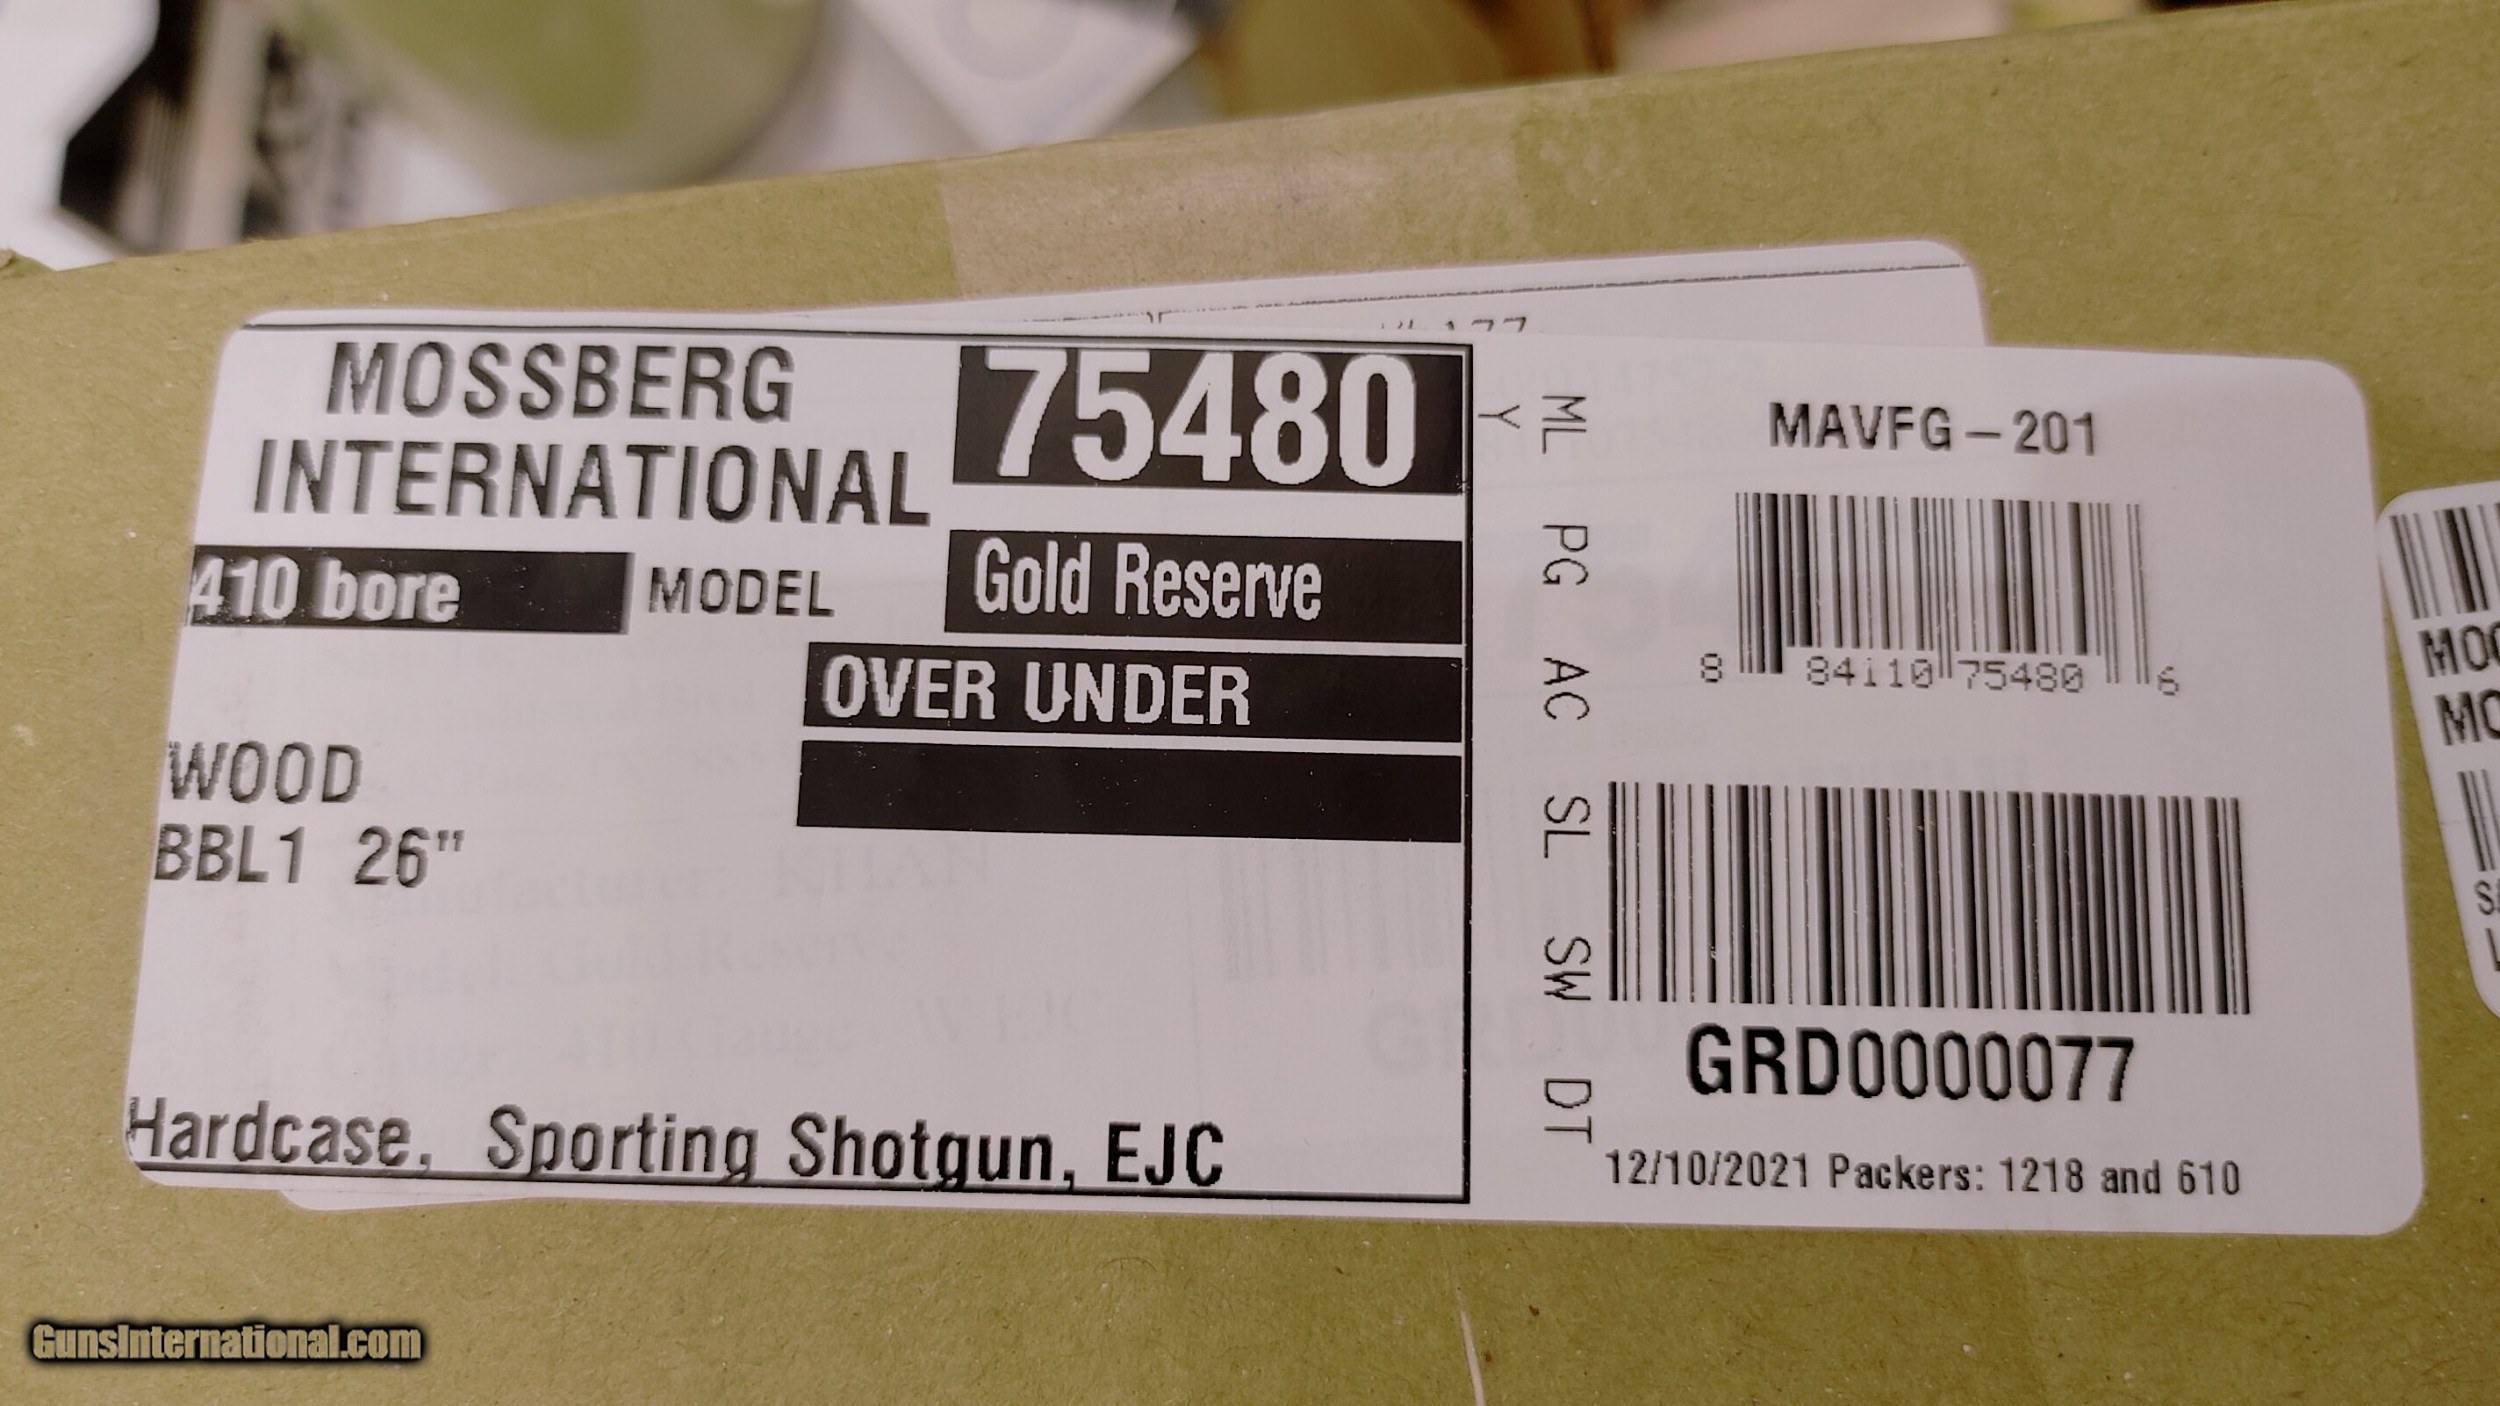 MOSSBERG
INTERNATIONAL
75480
410 bore
MODEL
Gold Reserve
OVER UNDER
WOOD
BBL1 26"
Hardcase, Sporting Shotgun, EJC
Y
ML PG AC SL SW DT
MAVFG-201
8 84110 75480 6
GRD0000077
12/10/2021 Packers: 1218 and 610
GunsInternational.com